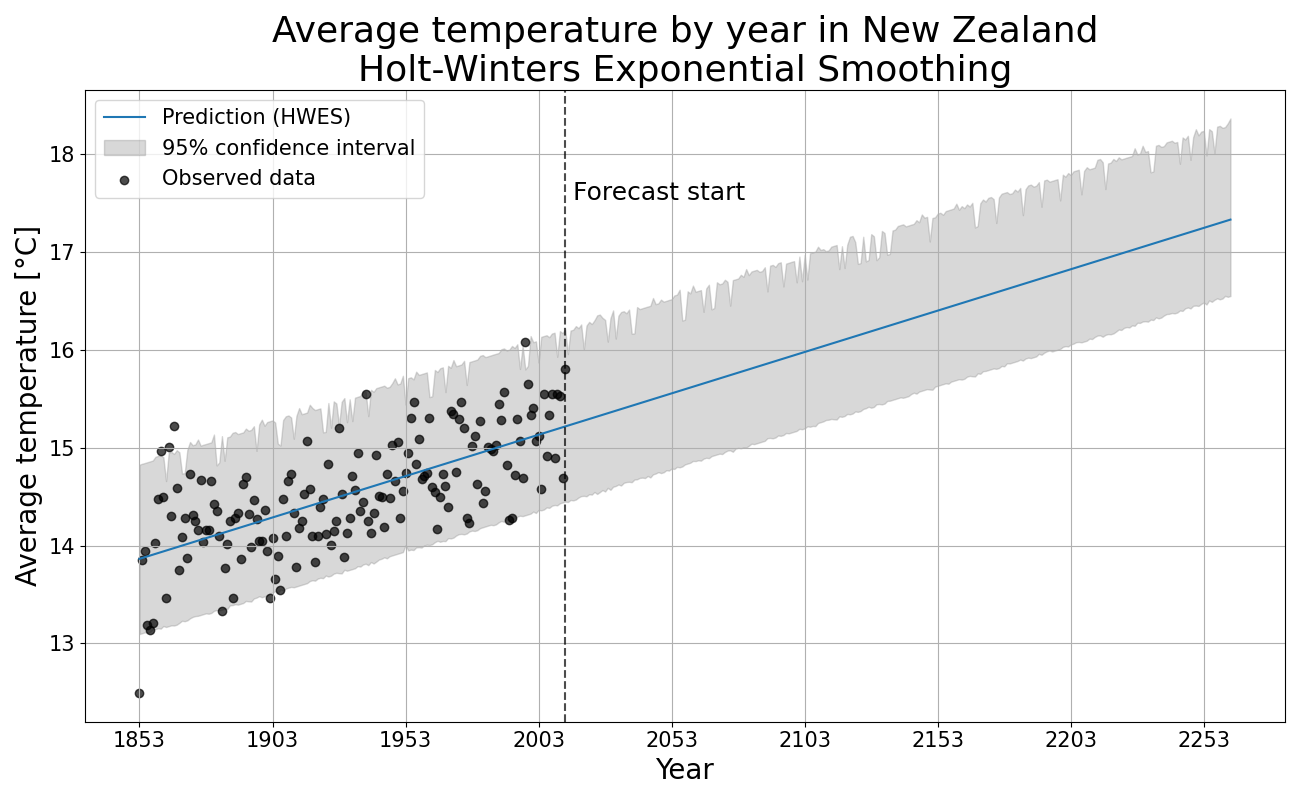 Average temperature by year in New Zealand
Holt-Winters Exponential Smoothing
Prediction (HWES)
95% confidence interval
Observed data
Forecast start
Average temperature [°C]
18
17
16
15
14
13
1853
1903
1953
2003
2053
2103
2153
2203
2253
Year